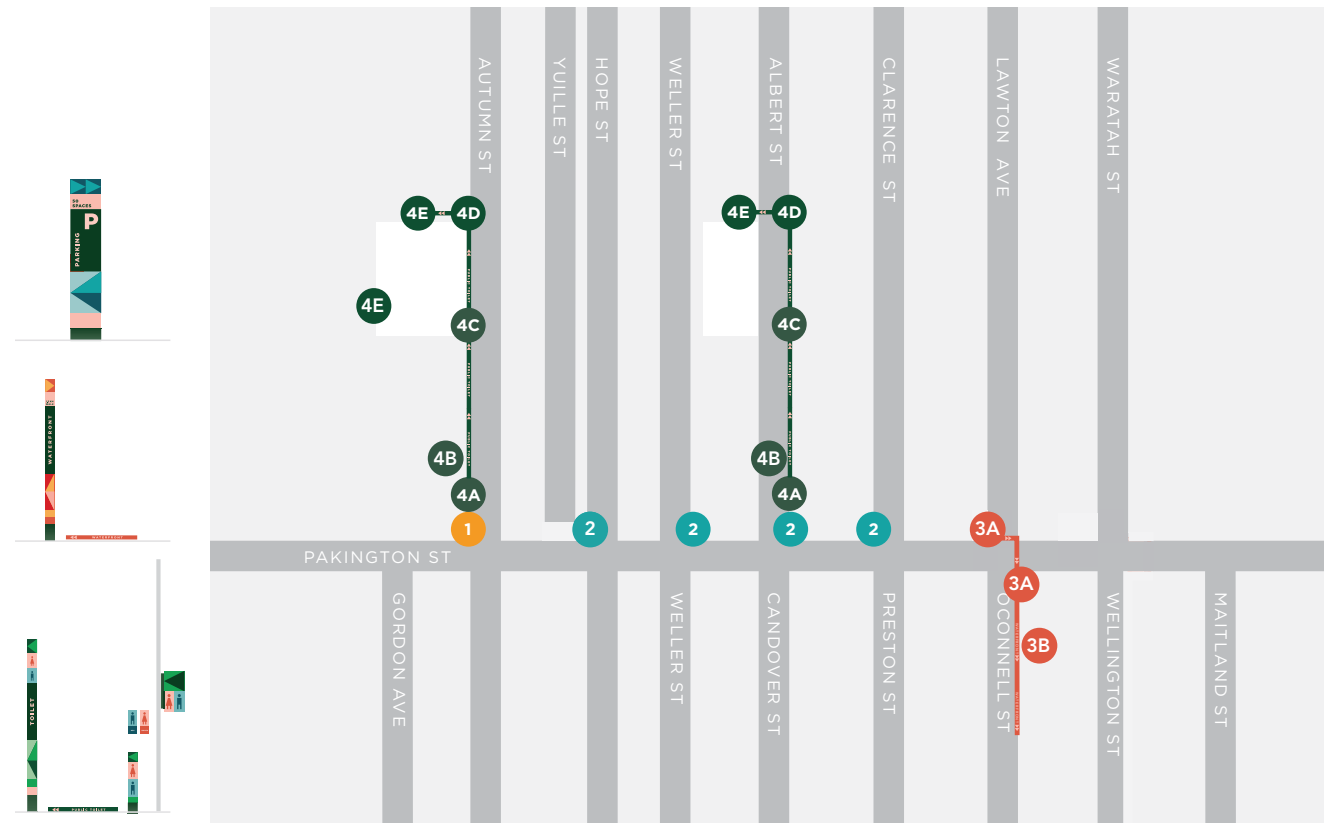 AUTUMN ST
YUILLE ST
HOPE ST
WELLER ST
ALBERT ST
CLARENCE ST
LAWTON AVE
WARATAH ST
50
SPACES
P
PARKING
4E
4D
4E
4D
4E
4C
4C
WATERFRONT
4B
4B
4A
4A
1
2
2
2
2
3A
WATERFRONT
PAKINGTON ST
3A
GORDON AVE
WELLER ST
CANDOVER ST
PRESTON ST
OCONNELL ST
WELLINGTON ST
MAITLAND ST
3B
TOILET
PUBLIC TOILET